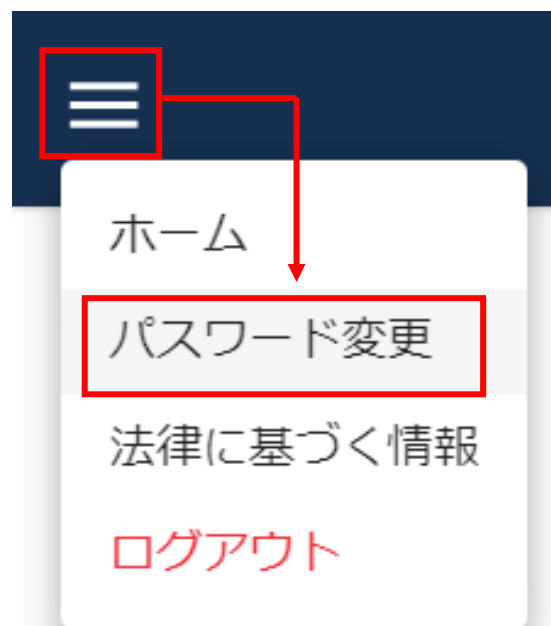 ホーム
パスワード変更
法律に基づく情報
ログアウト